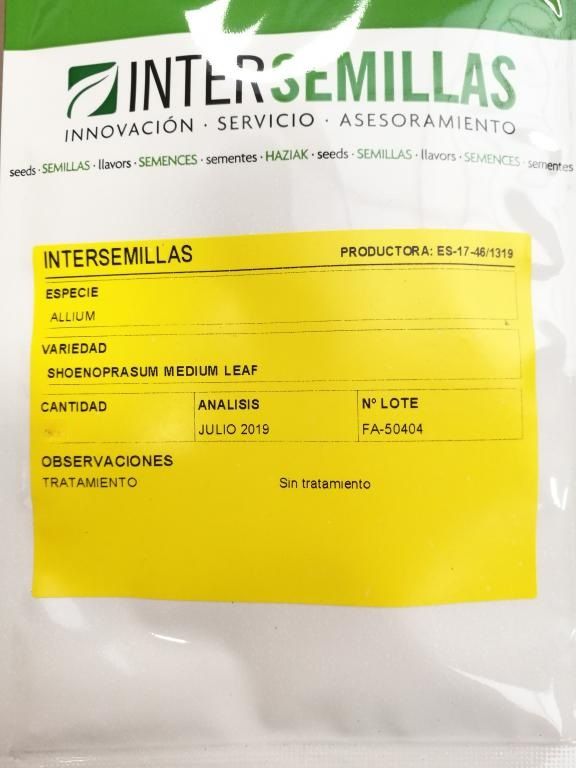 INTERSEMILLAS
INNOVACIÓN · SERVICIO · ASESORAMIENTO
seeds · SEMILLAS · llavors · SEMENCES · sementes · HAZIAK · seeds · SEMILLAS · llavors · SEMENCES · sementes
INTERSEMILLAS PRODUCTORA: ES-17-46/1319
ESPECIE
ALLIUM
VARIEDAD
SHOENOPRASUM MEDIUM LEAF
CANTIDAD ANALISIS Nº LOTE
JULIO 2019 FA-50404
OBSERVACIONES
TRATAMIENTO Sin tratamiento